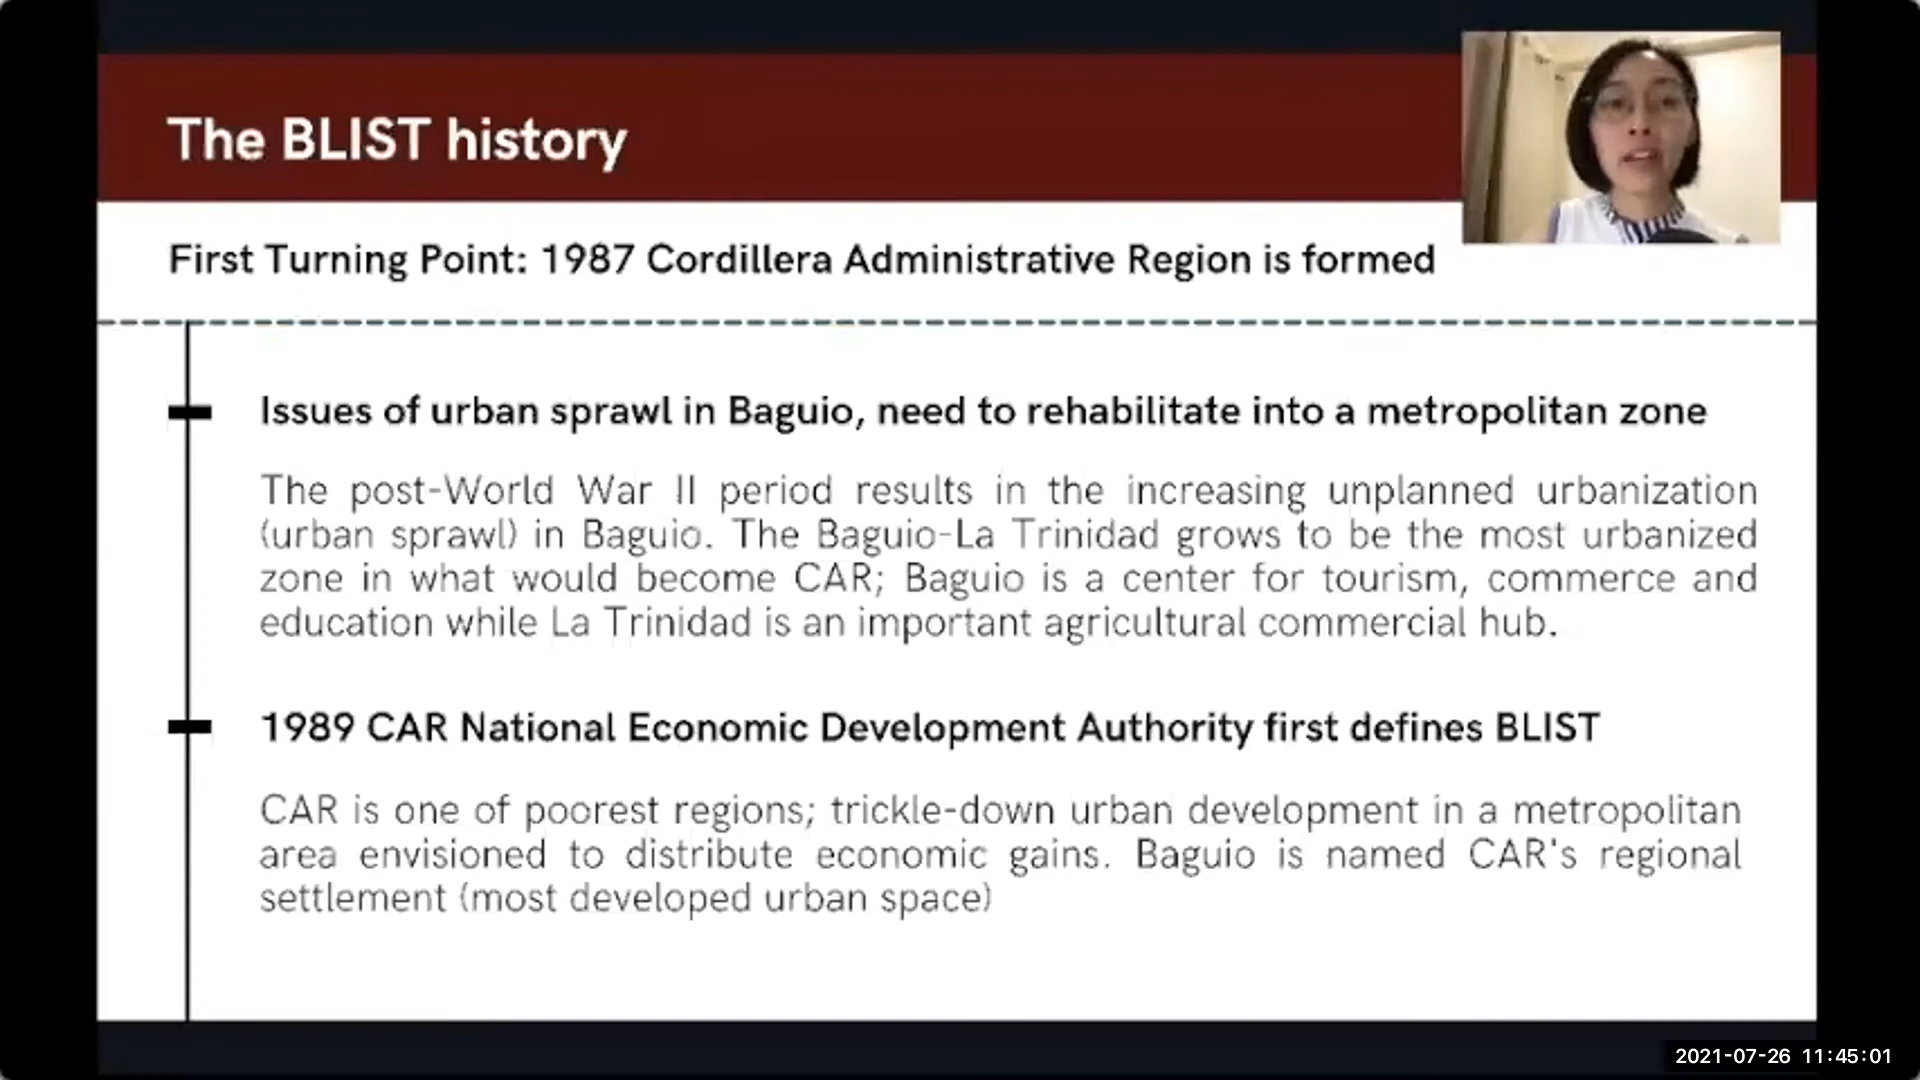 The BLIST history
First Turning Point: 1987 Cordillera Administrative Region is formed
Issues of urban sprawl in Baguio, need to rehabilitate into a metropolitan zone
The post-World War II period results in the increasing unplanned urbanization
(urban sprawl) in Baguio. The Baguio-La Trinidad grows to be the most urbanized
zone in what would become CAR; Baguio is a center for tourism, commerce and
education while La Trinidad is an important agricultural commercial hub.
1989 CAR National Economic Development Authority first defines BLIST
CAR is one of poorest regions; trickle-down urban development in a metropolitan
area envisioned to distribute economic gains. Baguio is named CAR's regional
settlement (most developed urban space)
2021-07-26 11:45:01